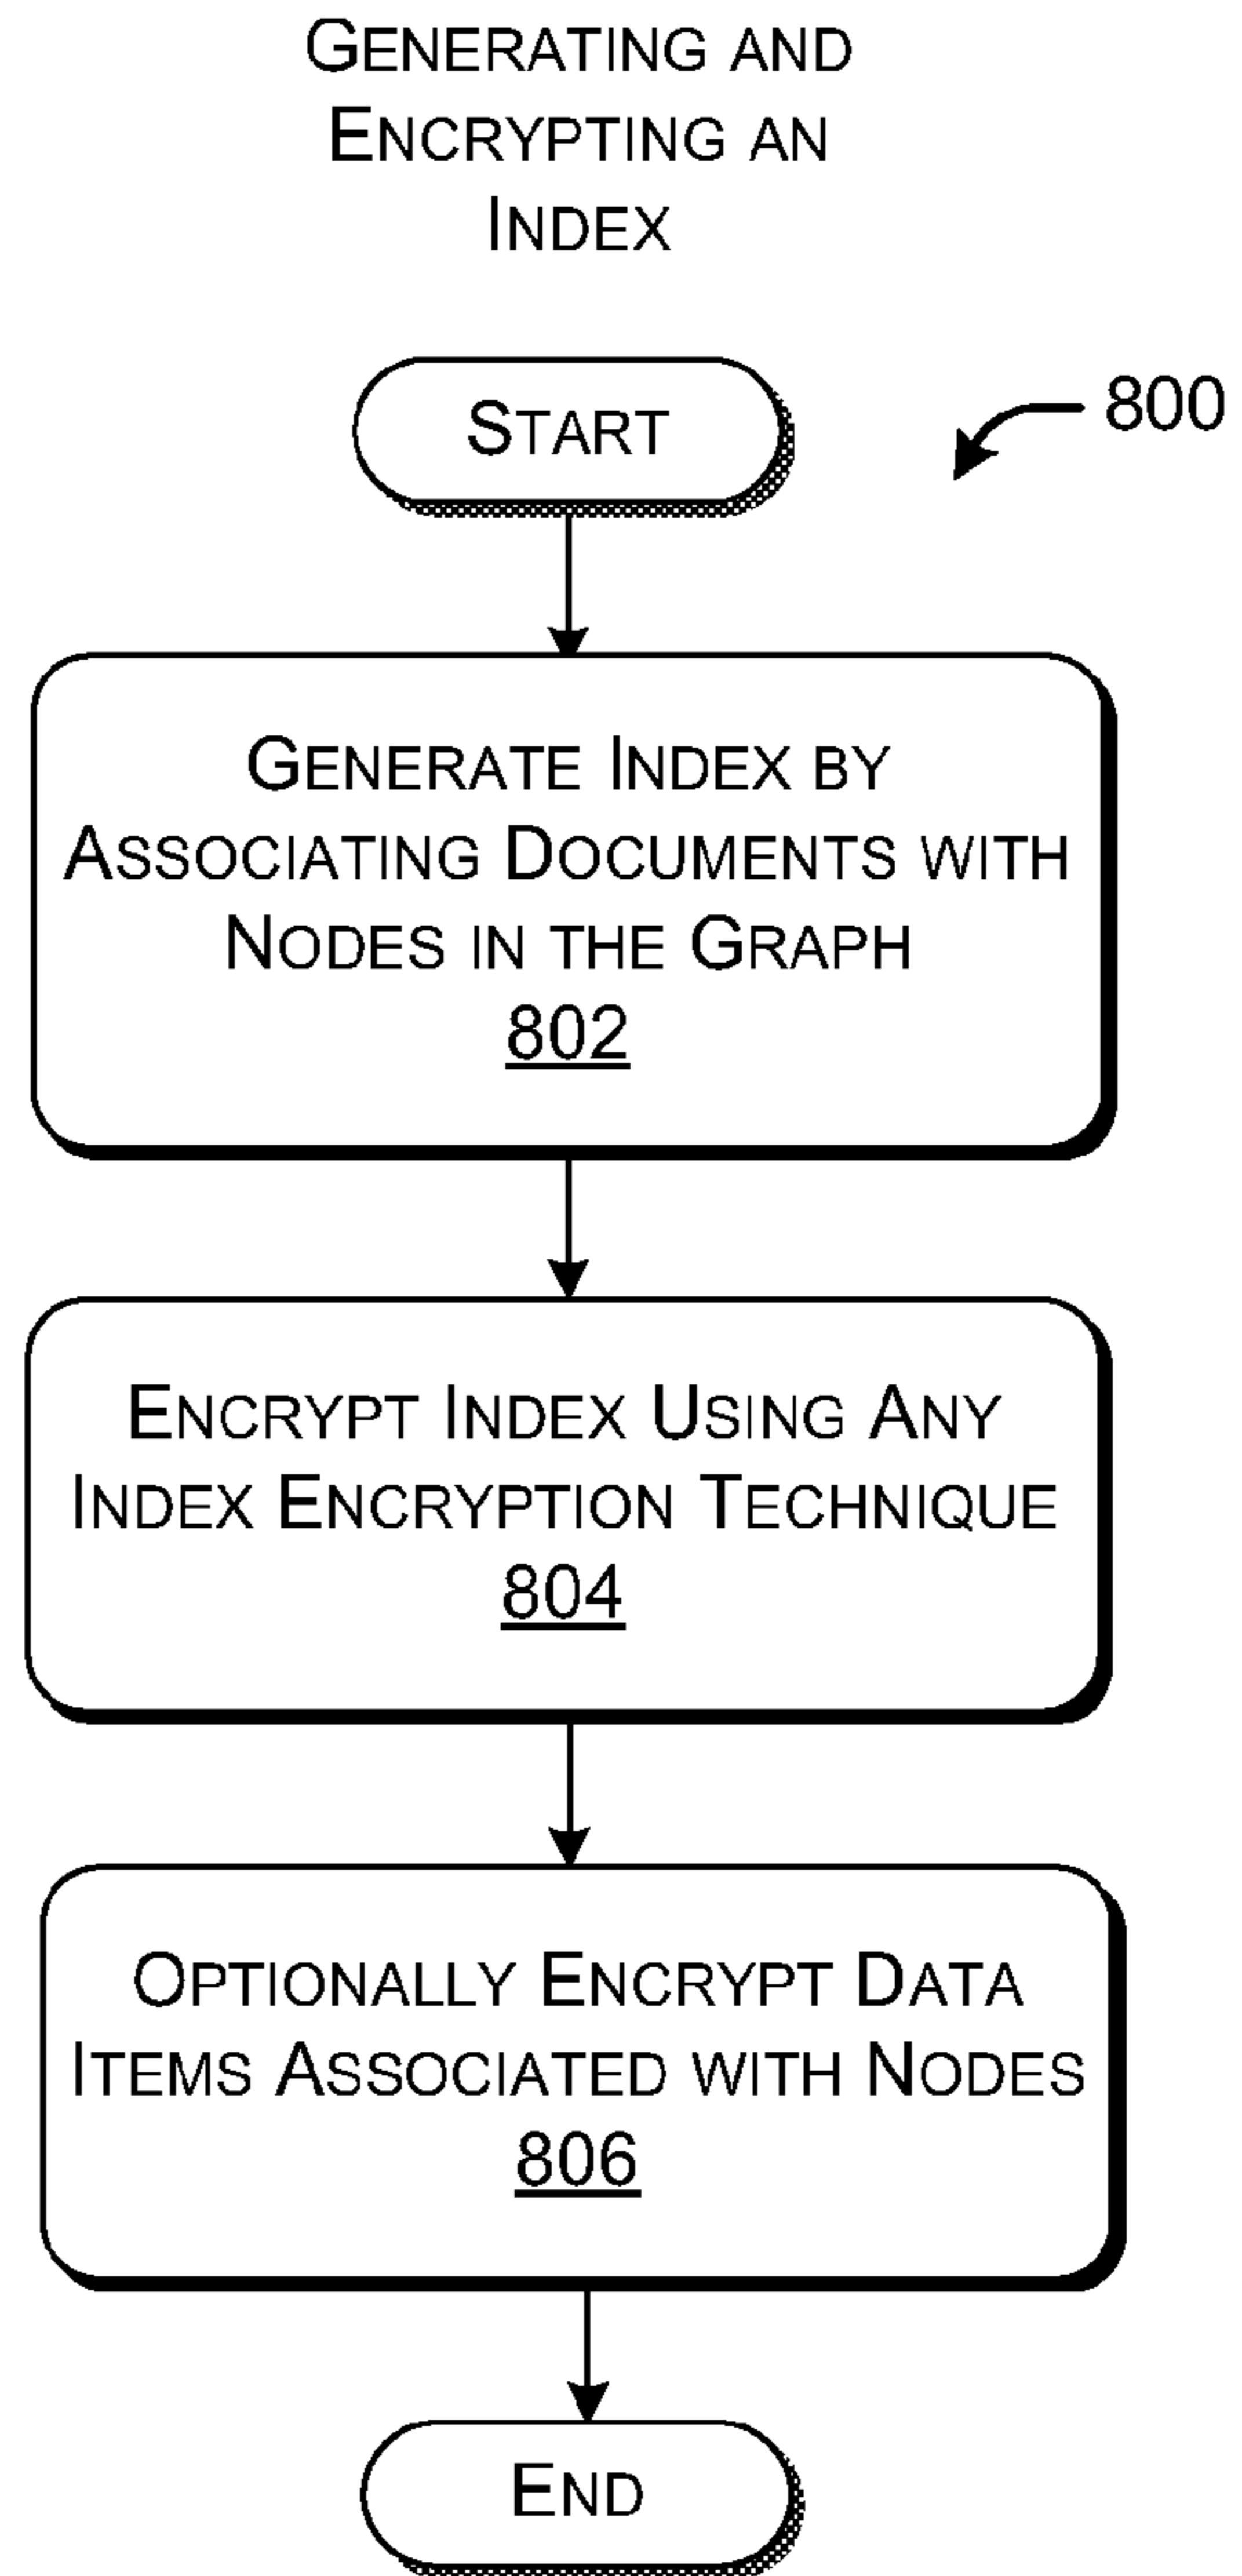 GENERATING AND
ENCRYPTING AN
INDEX
START
800
GENERATE INDEX BY
ASSOCIATING DOCUMENTS WITH
NODES IN THE GRAPH
802
ENCRYPT INDEX USING ANY
INDEX ENCRYPTION TECHNIQUE
804
OPTIONALLY ENCRYPT DATA
ITEMS ASSOCIATED WITH NODES
806
END